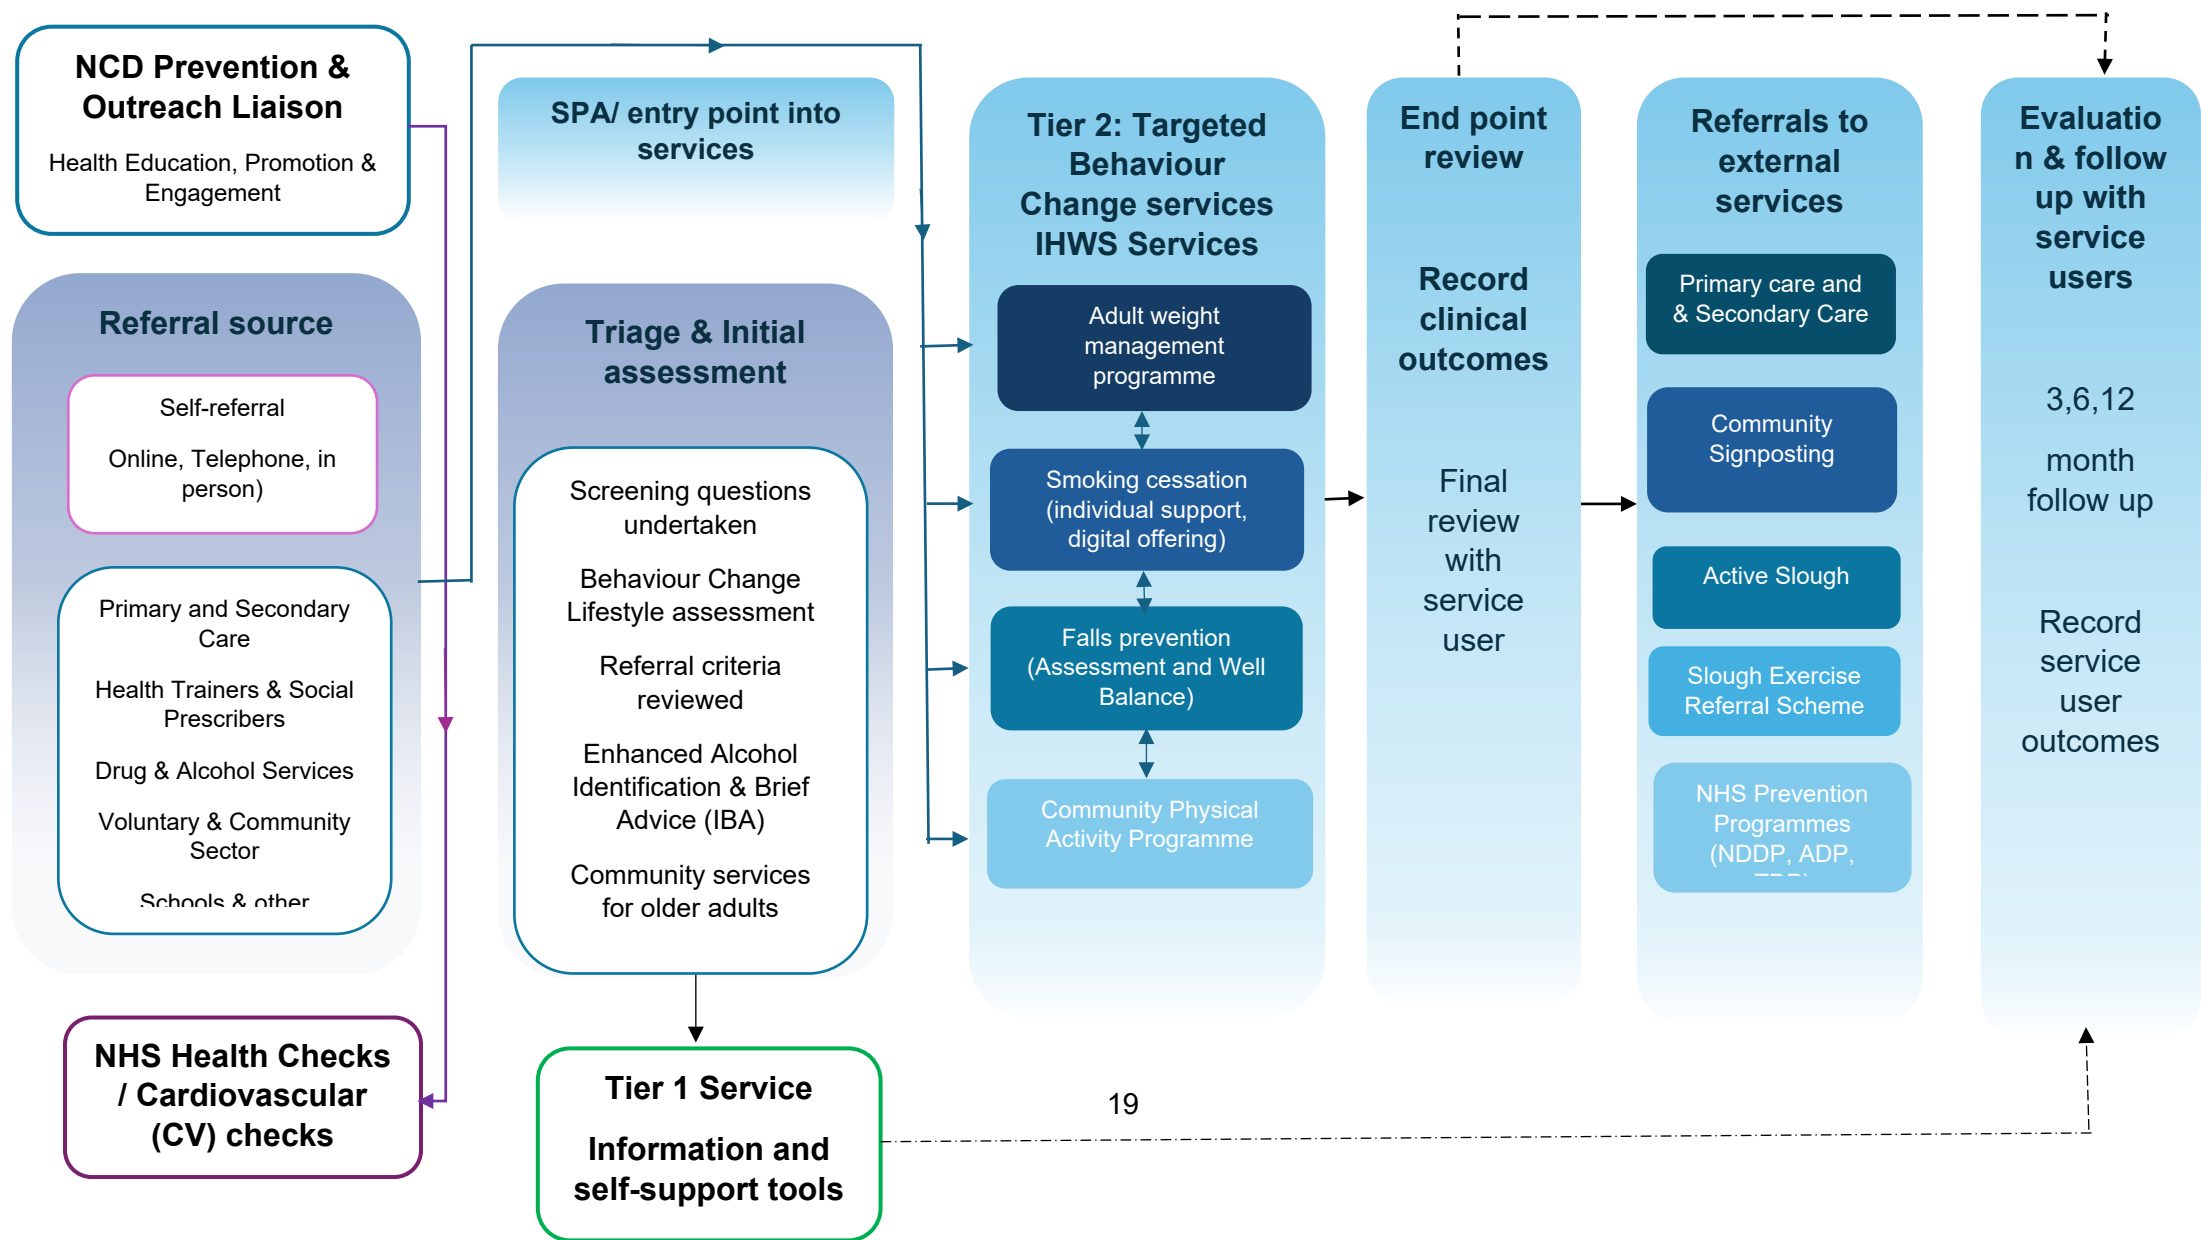 NCD Prevention &
Outreach Liaison
Health Education, Promotion &
Engagement
Referral source
Self-referral
Online, Telephone, in
person)
Primary and Secondary
Care
Health Trainers & Social
Prescribers
Drug & Alcohol Services
Voluntary & Community
Sector
Schools & other
NHS Health Checks
/ Cardiovascular
(CV) checks
SPA/ entry point into
services
Triage & Initial
assessment
Screening questions
undertaken
Behaviour Change
Lifestyle assessment
Referral criteria
reviewed
Enhanced Alcohol
Identification & Brief
Advice (IBA)
Community services
for older adults
Tier 1 Service
Information and
self-support tools
Tier 2: Targeted
Behaviour
Change services
IHWS Services
Adult weight
management
programme
Smoking cessation
(individual support,
digital offering)
Falls prevention
(Assessment and Well
Balance)
Community Physical
Activity Programme
End point
review
Record
clinical
outcomes
Final
review
with
service
user
Referrals to
external
services
Primary care and
& Secondary Care
Community
Signposting
Active Slough
Slough Exercise
Referral Scheme
NHS Prevention
Programmes
(NDDP, ADP,
Evaluatio
n & follow
up with
service
users
3,6,12
month
follow up
Record
service
user
outcomes
19